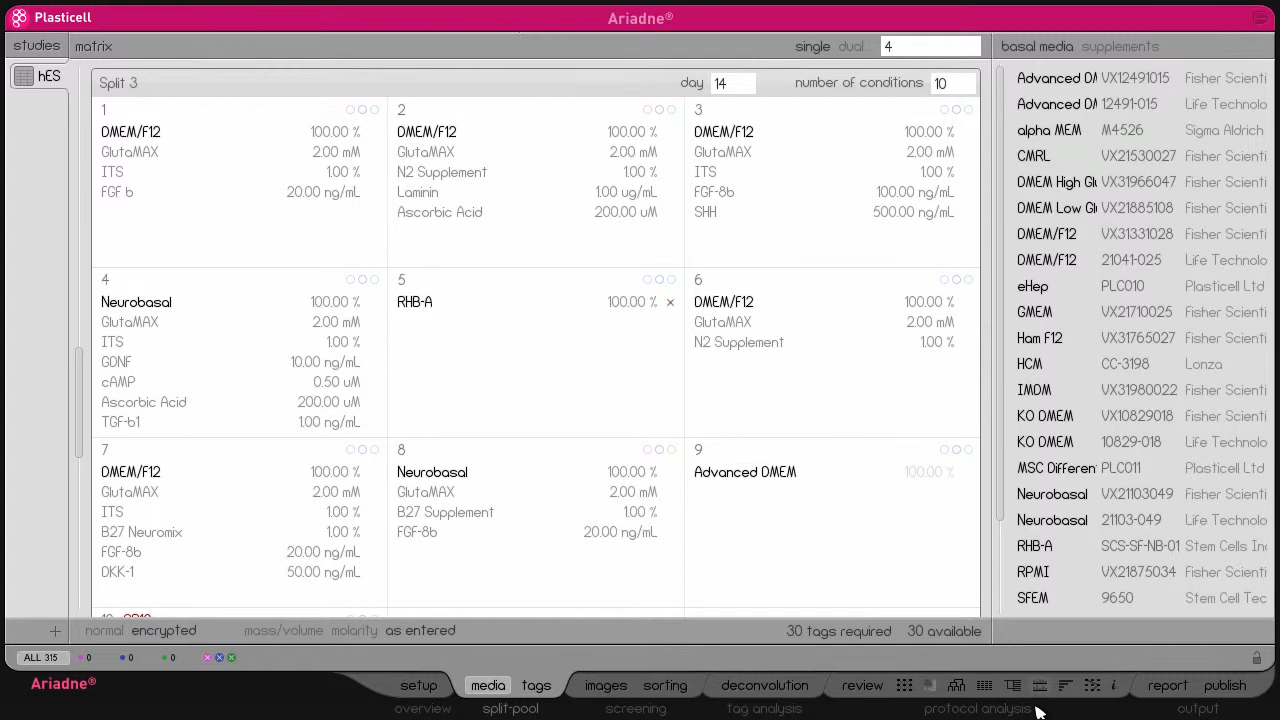 Plasticell
Ariadne®
studies matrix single dual 4 basal media supplements
hES
Split 3 day 14 number of conditions 10
1
DMEM/F12 100.00 %
GlutaMAX 2.00 mM
ITS 1.00 %
FGF b 20.00 ng/mL
2
DMEM/F12 100.00 %
GlutaMAX 2.00 mM
N2 Supplement 1.00 %
Laminin 1.00 ug/mL
Ascorbic Acid 200.00 uM
3
DMEM/F12 100.00 %
GlutaMAX 2.00 mM
ITS 1.00 %
FGF-8b 100.00 ng/mL
SHH 500.00 ng/mL
4
Neurobasal 100.00 %
GlutaMAX 2.00 mM
ITS 1.00 %
GDNF 10.00 ng/mL
cAMP 0.50 uM
Ascorbic Acid 200.00 uM
TGF-b1 1.00 ng/mL
5
RHB-A 100.00 % ×
6
DMEM/F12 100.00 %
GlutaMAX 2.00 mM
N2 Supplement 1.00 %
7
DMEM/F12 100.00 %
GlutaMAX 2.00 mM
ITS 1.00 %
B27 Neuromix 1.00 %
FGF-8b 20.00 ng/mL
DKK-1 50.00 ng/mL
8
Neurobasal 100.00 %
GlutaMAX 2.00 mM
B27 Supplement 1.00 %
FGF-8b 20.00 ng/mL
9
Advanced DMEM 100.00 %
Advanced DM VX12491015 Fisher Scienti
Advanced DM 12491-015 Life Technolo
alpha MEM M4526 Sigma Aldrich
CMRL VX21530027 Fisher Scienti
DMEM High Glu VX31966047 Fisher Scienti
DMEM Low Glu VX21885108 Fisher Scienti
DMEM/F12 VX31331028 Fisher Scienti
DMEM/F12 21041-025 Life Technolo
eHep PLC010 Plasticell Ltd
GMEM VX21710025 Fisher Scienti
Ham F12 VX31765027 Fisher Scienti
HCM CC-3198 Lonza
IMDM VX31980022 Fisher Scienti
KO DMEM VX10829018 Fisher Scienti
KO DMEM 10829-018 Life Technolo
MSC Differen PLC011 Plasticell Ltd
Neurobasal VX21103049 Fisher Scienti
Neurobasal 21103-049 Life Technolo
RHB-A SCS-SF-NB-01 Stem Cells Inc
RPMI VX21875034 Fisher Scienti
SFEM 9650 Stem Cell Tec
+ normal encrypted mass/volume molarity as entered 30 tags required 30 available
ALL 315 0 0 0
Ariadne® setup media tags images sorting deconvolution review i report publish
overview split-pool screening tag analysis protocol analysis output